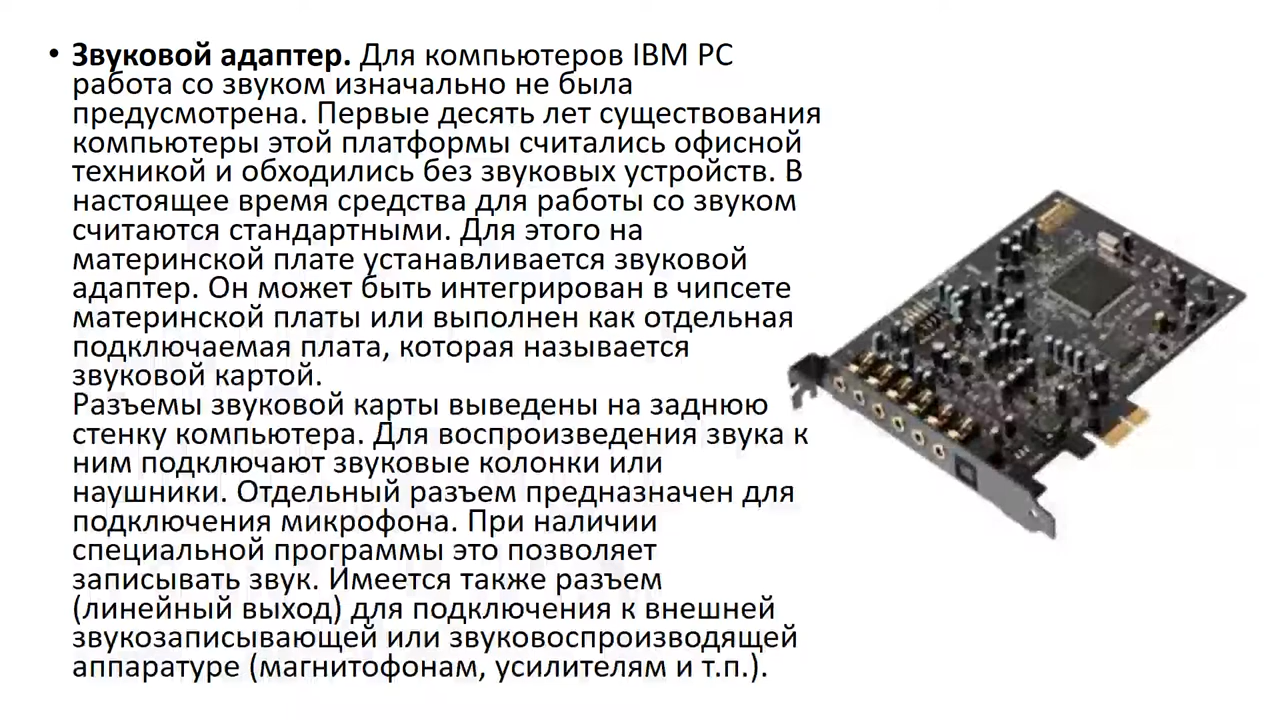 • Звуковой адаптер. Для компьютеров IBM PC
работа со звуком изначально не была
предусмотрена. Первые десять лет существования
компьютеры этой платформы считались офисной
техникой и обходились без звуковых устройств. В
настоящее время средства для работы со звуком
считаются стандартными. Для этого на
материнской плате устанавливается звуковой
адаптер. Он может быть интегрирован в чипсете
материнской платы или выполнен как отдельная
подключаемая плата, которая называется
звуковой картой.
Разъемы звуковой карты выведены на заднюю
стенку компьютера. Для воспроизведения звука к
ним подключают звуковые колонки или
наушники. Отдельный разъем предназначен для
подключения микрофона. При наличии
специальной программы это позволяет
записывать звук. Имеется также разъем
(линейный выход) для подключения к внешней
звукозаписывающей или звуковоспроизводящей
аппаратуре (магнитофонам, усилителям и т.п.).